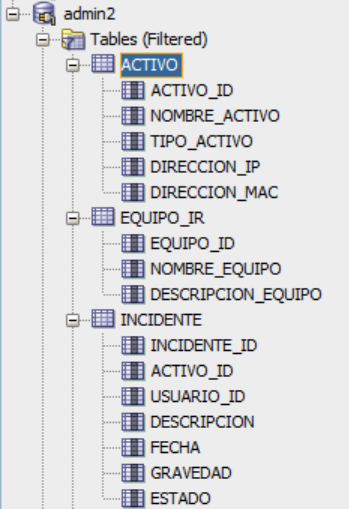 admin2
Tables (Filtered)
ACTIVO
ACTIVO_ID
NOMBRE_ACTIVO
TIPO_ACTIVO
DIRECCION_IP
DIRECCION_MAC
EQUIPO_IR
EQUIPO_ID
NOMBRE_EQUIPO
DESCRIPCION_EQUIPO
INCIDENTE
INCIDENTE_ID
ACTIVO_ID
USUARIO_ID
DESCRIPCION
FECHA
GRAVEDAD
ESTADO